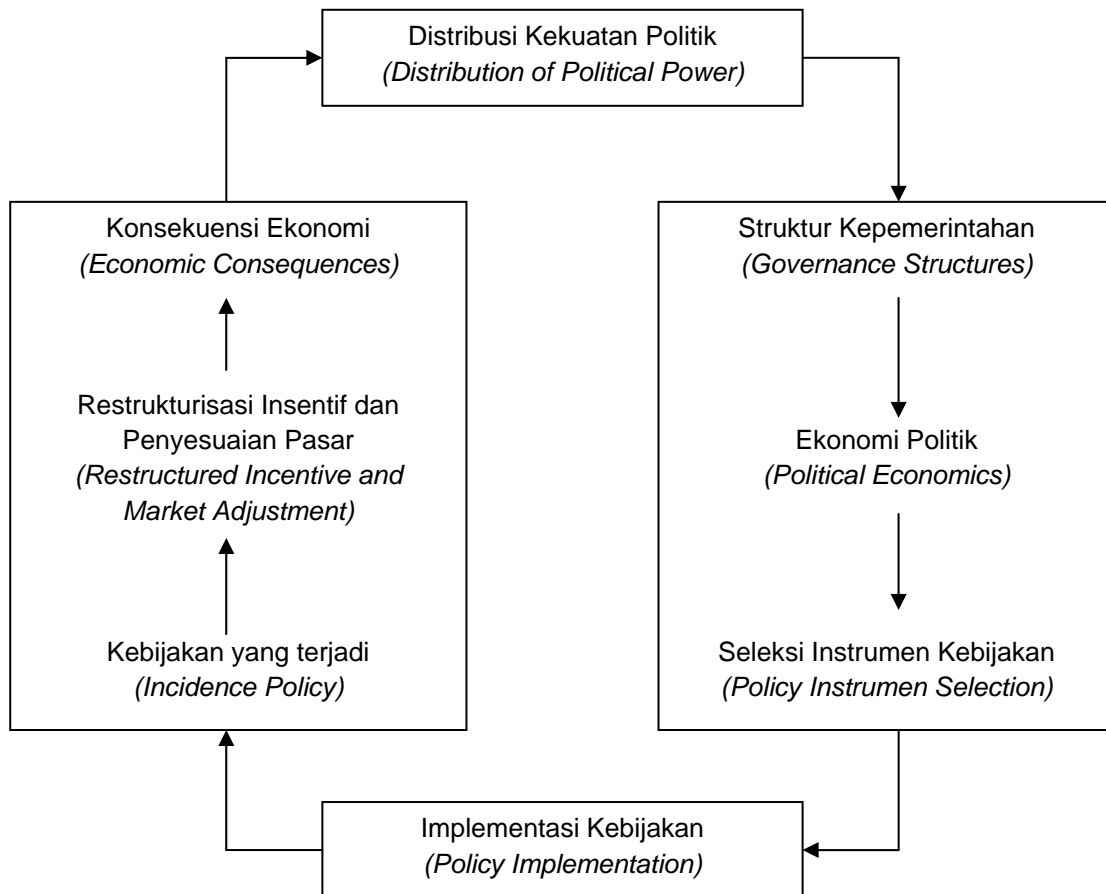 Distribusi Kekuatan Politik
(Distribution of Political Power)
Konsekuensi Ekonomi
(Economic Consequences)
Restrukturisasi Insentif dan
Penyesuaian Pasar
(Restructured Incentive and
Market Adjustment)
Kebijakan yang terjadi
(Incidence Policy)
Struktur Kepemerintahan
(Governance Structures)
Ekonomi Politik
(Political Economics)
Seleksi Instrumen Kebijakan
(Policy Instrumen Selection)
Implementasi Kebijakan
(Policy Implementation)